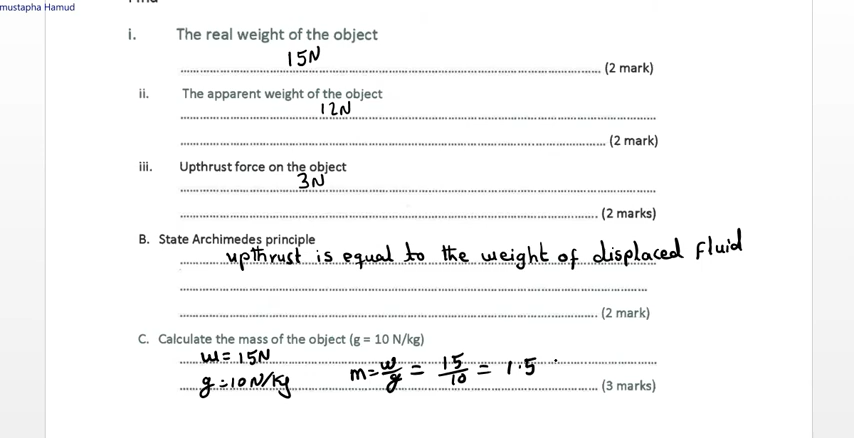 mustapha Hamud
i. The real weight of the object
15N
(2 mark)
ii. The apparent weight of the object
12N
(2 mark)
iii. Upthrust force on the object
3N
(2 marks)
B. State Archimedes principle
upthrust is equal to the weight of displaced fluid
(2 mark)
C. Calculate the mass of the object (g = 10 N/kg)
w = 15N
g = 10 N/kg m = w/g = 15/10 = 1.5
(3 marks)